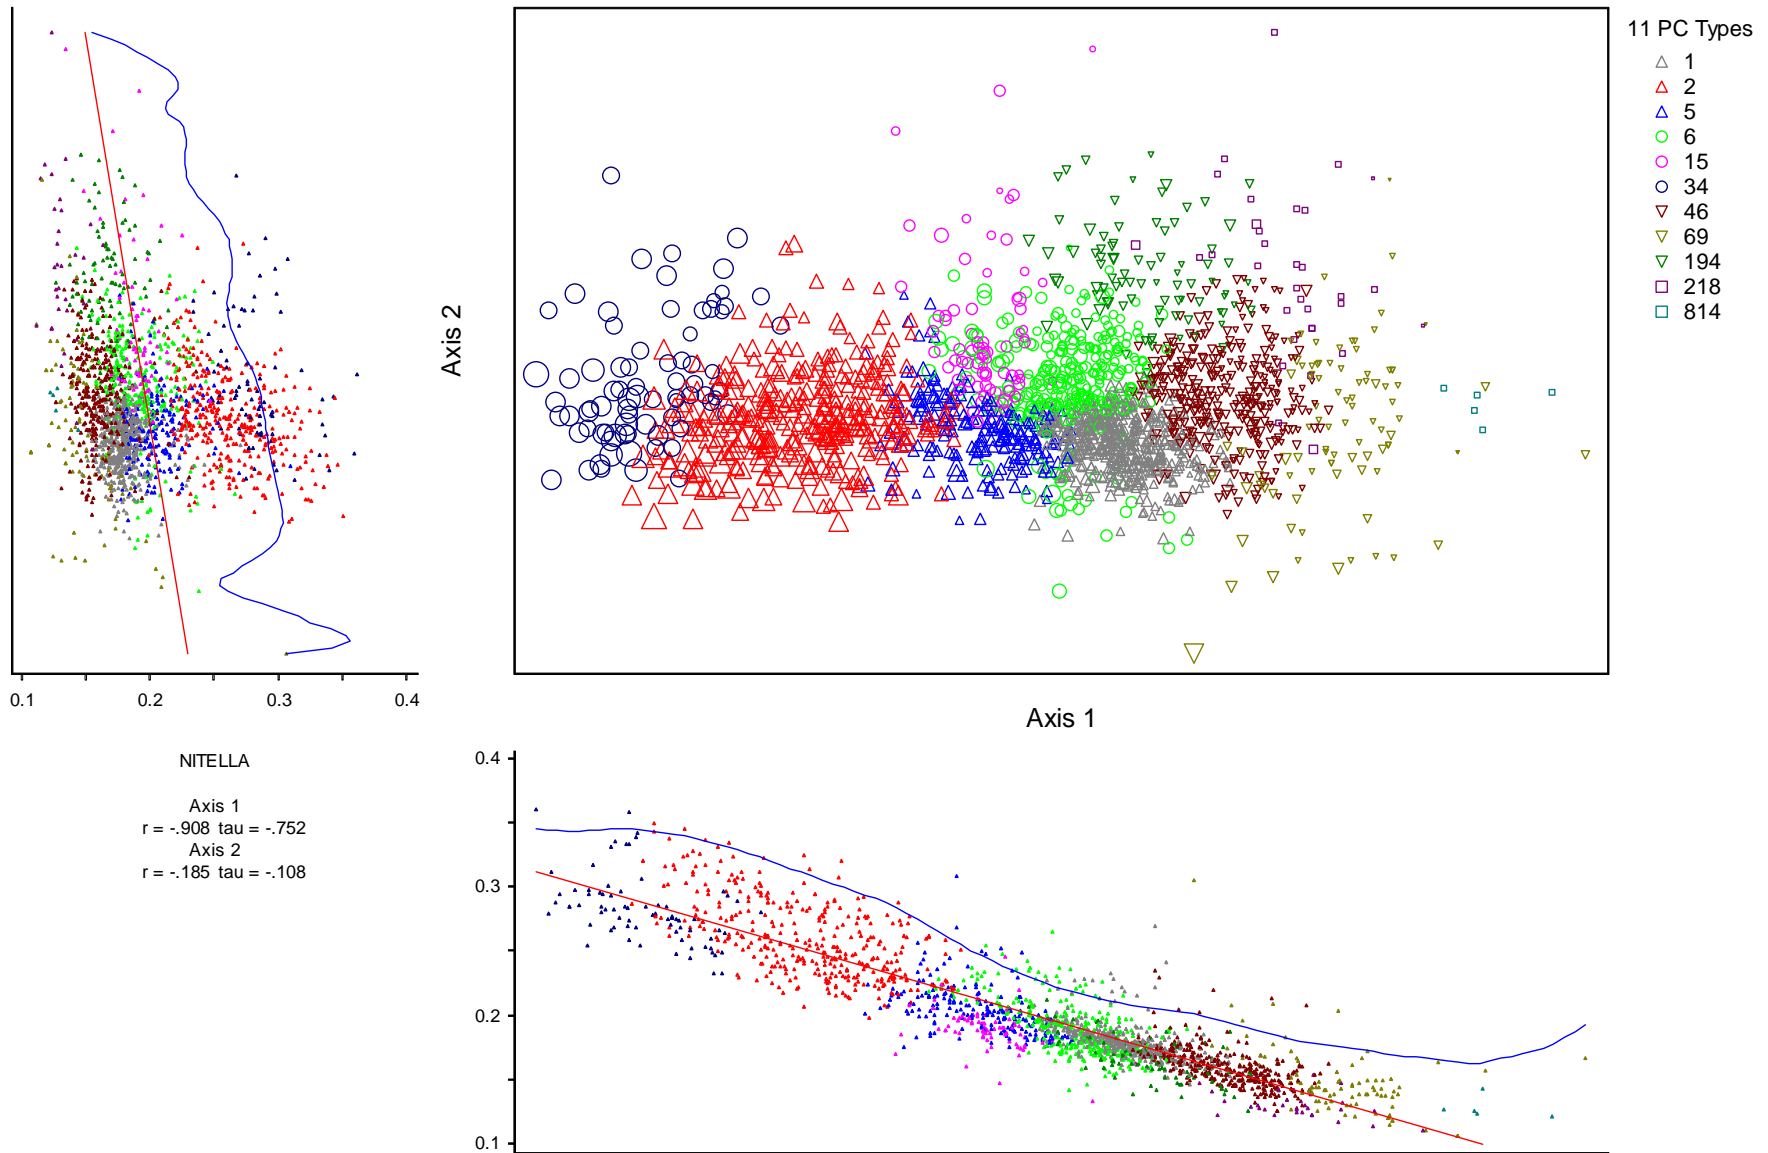 11 PC Types
1
2
5
6
15
34
46
69
194
218
814
Axis 2
0.1
0.2
0.3
0.4
Axis 1
NITELLA
Axis 1
r = -.908 tau = -.752
Axis 2
r = -.185 tau = -.108
0.4
0.3
0.2
0.1